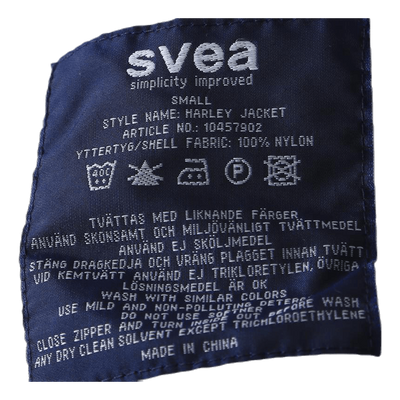 svea
simplicity improved
SMALL
STYLE NAME: HARLEY JACKET
ARTICLE NO.: 10457902
YTTERTYG/SHELL FABRIC: 100% NYLON
40C P
TVÄTTAS MED LIKNANDE FÄRGER
ANVÄND SKONSAMT OCH MILJÖVÄNLIGT TVÄTTMEDEL
ANVÄND EJ SKÖLJMEDEL
STÄNG DRAGKEDJA OCH VRÄNG PLAGGET INNAN TVÄTT
VID KEMTVÄTT ANVÄND EJ TRIKLORETYLEN, ÖVRIGA
LÖSNINGSMEDEL ÄR OK
WASH WITH SIMILAR COLORS
USE MILD AND NON-POLLUTING DETERGENT
DO NOT USE SOFTNER
CLOSE ZIPPER AND TURN INSIDE OUT BEFORE WASH
ANY DRY CLEAN SOLVENT EXCEPT TRICHLOROETHYLENE
MADE IN CHINA